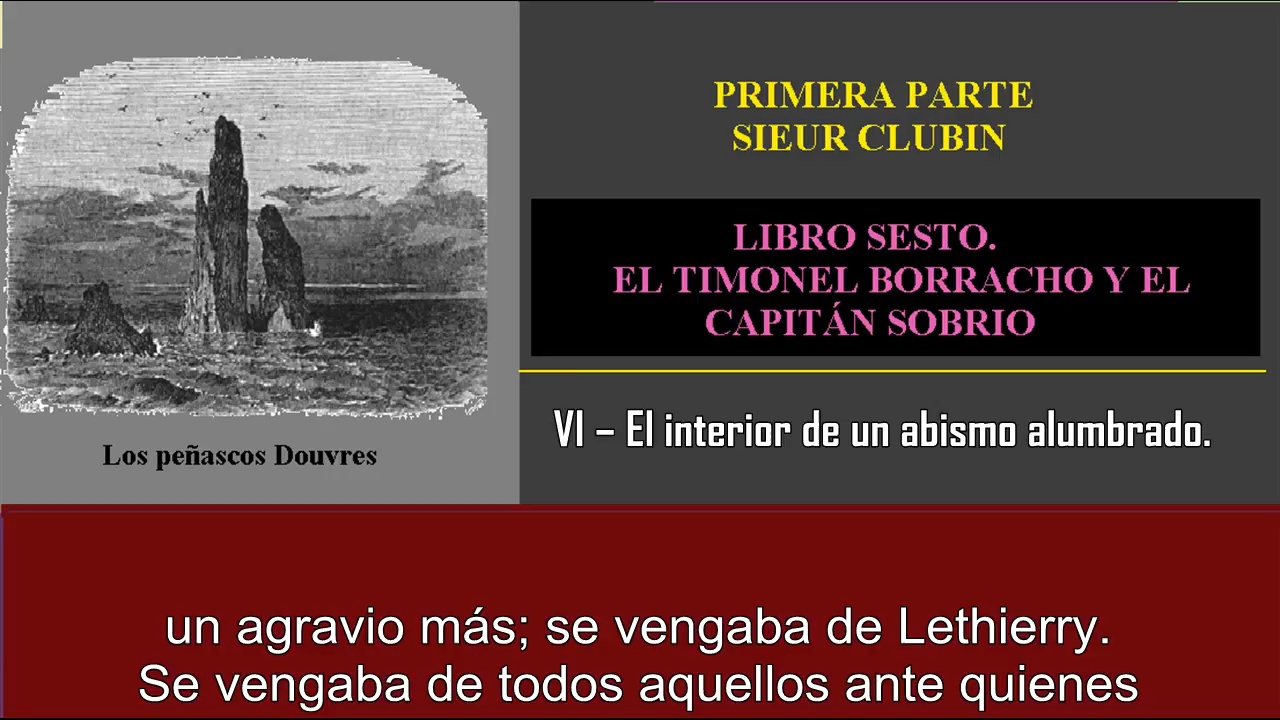 PRIMERA PARTE
SIEUR CLUBIN
LIBRO SESTO.
EL TIMONEL BORRACHO Y EL
CAPITÁN SOBRIO
VI – El interior de un abismo alumbrado.
Los peñascos Douvres
un agravio más; se vengaba de Lethierry.
Se vengaba de todos aquellos ante quienes